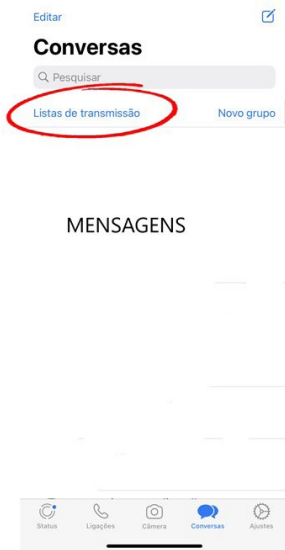 Editar
Conversas
Pesquisar
Listas de transmissão Novo grupo
MENSAGENS
Status Ligações Câmera Conversas Ajustes